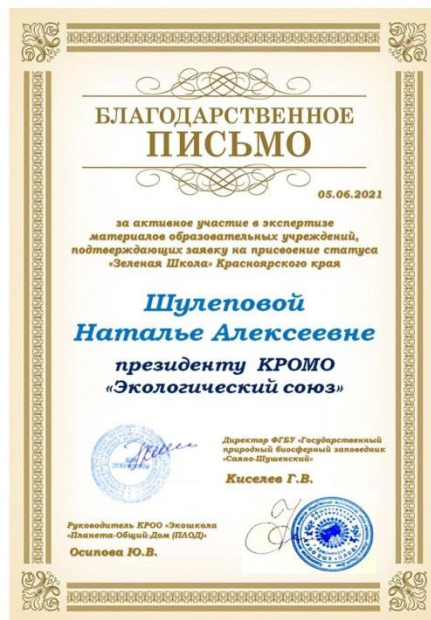 БЛАГОДАРСТВЕННОЕ
ПИСЬМО
05.06.2021
за активное участие в экспертизе
материалов образовательных учреждений,
подтверждающих заявку на присвоение статуса
«Зеленая Школа» Красноярского края
Шулеповой
Наталье Алексеевне
президенту КРОМО
«Экологический союз»
Директор ФГБУ «Государственный
природный биосферный заповедник
«Саяно-Шушенский»
Киселев Г.В.
Руководитель КРОО «Экошкола
«Планета-Общий-Дом (ПЛОД)»
Осипова Ю.В.